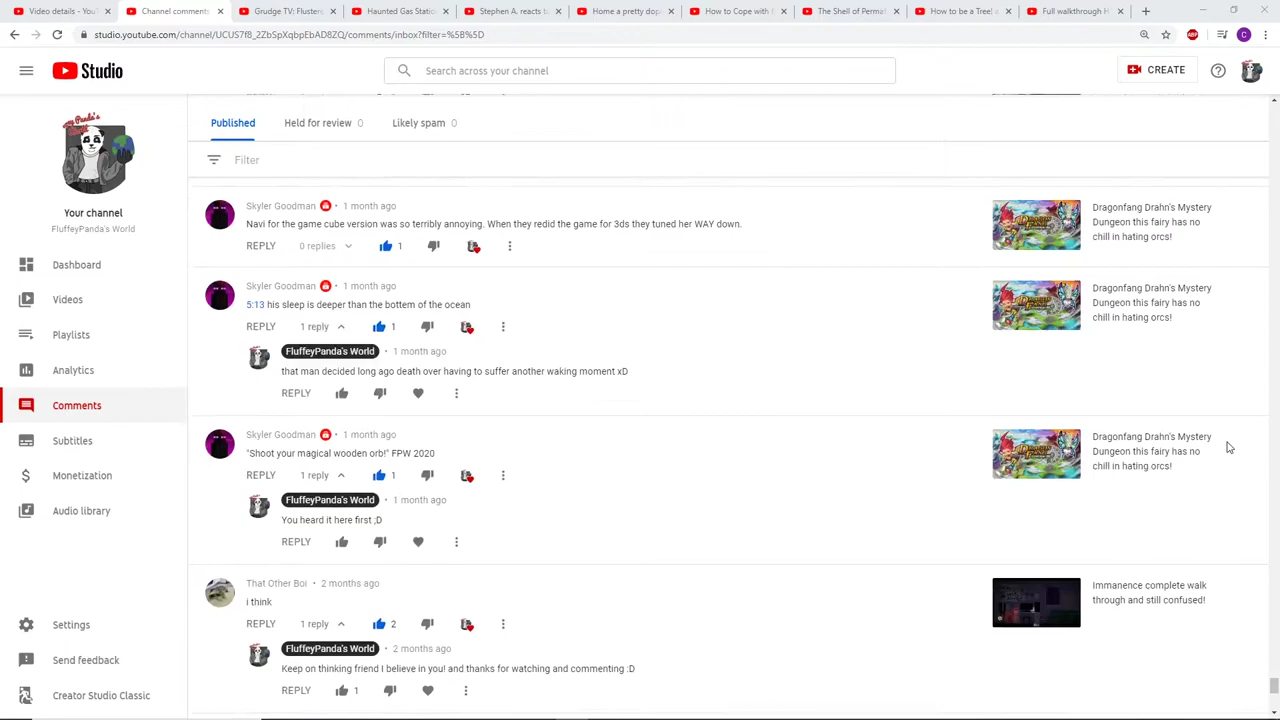 Video details - YouT
Channel comments
Grudge TV: Flusterg
Haunted Gas Static
Stephen A. reacts to
Home a pretty dop
How to Cope with I
The Shell of Permaf
How to be a Tree! a
Full walkthrough H
studio.youtube.com/channel/UCUS7f8_2ZbSpXqbpEbAD8ZQ/comments/inbox?filter=%5B%5D
ABP
C
Studio
Search across your channel
CREATE
Your channel
FluffeyPanda's World
Dashboard
Videos
Playlists
Analytics
Comments
Subtitles
Monetization
Audio library
Settings
Send feedback
Creator Studio Classic
Published
Held for review 0
Likely spam 0
Filter
Skyler Goodman • 1 month ago
Navi for the game cube version was so terribly annoying. When they redid the game for 3ds they tuned her WAY down.
REPLY 0 replies 1
Dragonfang Drahn's Mystery
Dungeon this fairy has no
chill in hating orcs!
Skyler Goodman • 1 month ago
5:13 his sleep is deeper than the bottem of the ocean
REPLY 1 reply 1
Dragonfang Drahn's Mystery
Dungeon this fairy has no
chill in hating orcs!
FluffeyPanda's World • 1 month ago
that man decided long ago death over having to suffer another waking moment xD
REPLY
Skyler Goodman • 1 month ago
"Shoot your magical wooden orb!" FPW 2020
REPLY 1 reply 1
Dragonfang Drahn's Mystery
Dungeon this fairy has no
chill in hating orcs!
FluffeyPanda's World • 1 month ago
You heard it here first ;D
REPLY
That Other Boi • 2 months ago
i think
REPLY 1 reply 2
Immanence complete walk
through and still confused!
FluffeyPanda's World • 2 months ago
Keep on thinking friend I believe in you! and thanks for watching and commenting :D
REPLY 1